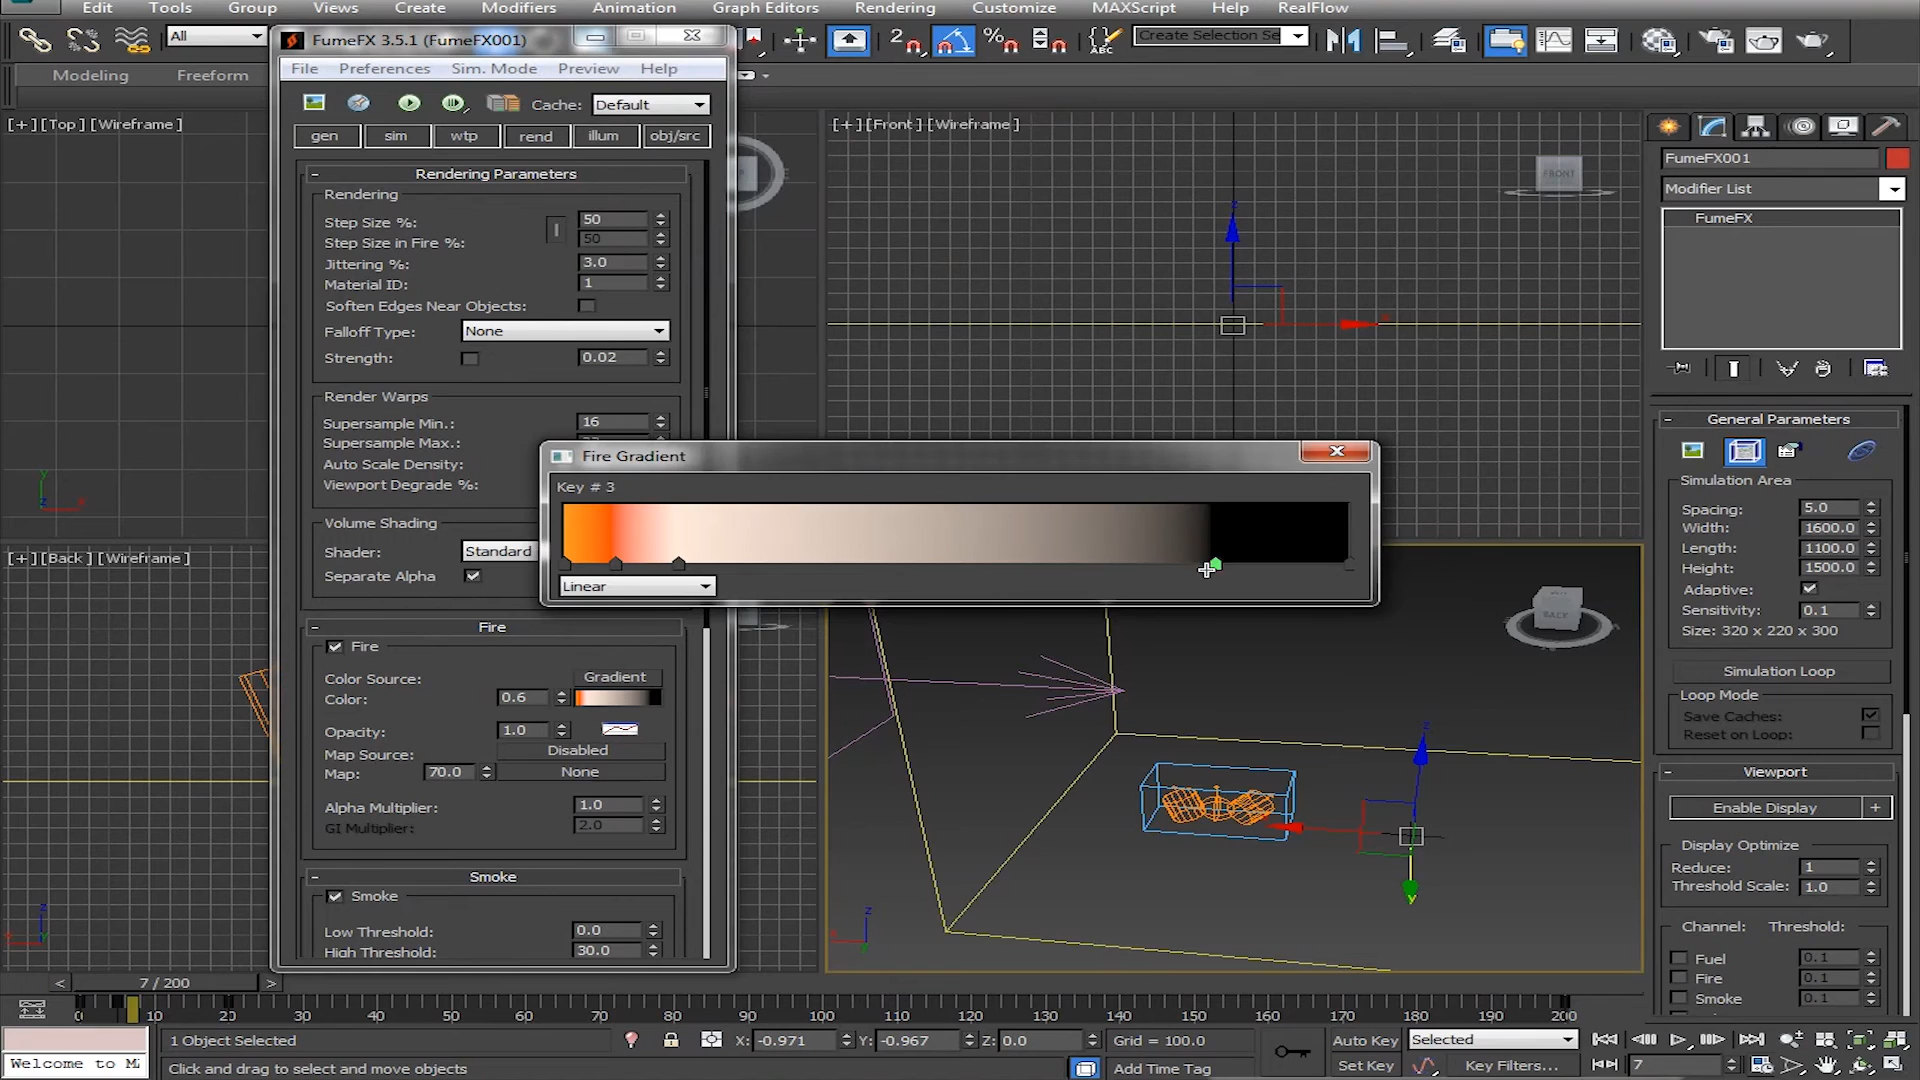 Edit Tools Group Views Create Modifiers Animation Graph Editors Rendering Customize MAXScript Help RealFlow
All
2 % Create Selection Se
FumeFX 3.5.1 (FumeFX001)
File Preferences Sim. Mode Preview Help
Modeling Freeform
Cache: Default
gen sim wtp rend illum obj/src
[+][Top][Wireframe]
[+][Front][Wireframe]
FRONT
- Rendering Parameters
Rendering
Step Size %: 50
Step Size in Fire %: 50
Jittering %: 3.0
Material ID: 1
Soften Edges Near Objects:
Falloff Type: None
Strength: 0.02
Render Warps
Supersample Min.: 16
Supersample Max.:
Auto Scale Density:
Viewport Degrade %:
Volume Shading
Shader: Standard
Separate Alpha
Fire Gradient
Key # 3
Linear
[+][Back][Wireframe]
BACK
- Fire
Fire
Color Source: Gradient
Color: 0.6
Opacity: 1.0
Map Source: Disabled
Map: 70.0 None
Alpha Multiplier: 1.0
GI Multiplier: 2.0
- Smoke
Smoke
Low Threshold: 0.0
High Threshold: 30.0
z
x
y
FumeFX001
Modifier List
FumeFX
- General Parameters
Simulation Area
Spacing: 5.0
Width: 1600.0
Length: 1100.0
Height: 1500.0
Adaptive:
Sensitivity: 0.1
Size: 320 x 220 x 300
Simulation Loop
Loop Mode
Save Caches:
Reset on Loop:
- Viewport
Enable Display +
Display Optimize
Reduce: 1
Threshold Scale: 1.0
Channel: Threshold:
Fuel 0.1
Fire 0.1
Smoke 0.1
< 7 / 200 >
0 10 20 30 40 50 60 70 80 90 100 110 120 130 140 150 160 170 180 190 200
1 Object Selected X: -0.971 Y: -0.967 Z: 0.0 Grid = 100.0 Auto Key Selected
Welcome to M Click and drag to select and move objects Add Time Tag Set Key Key Filters... 7